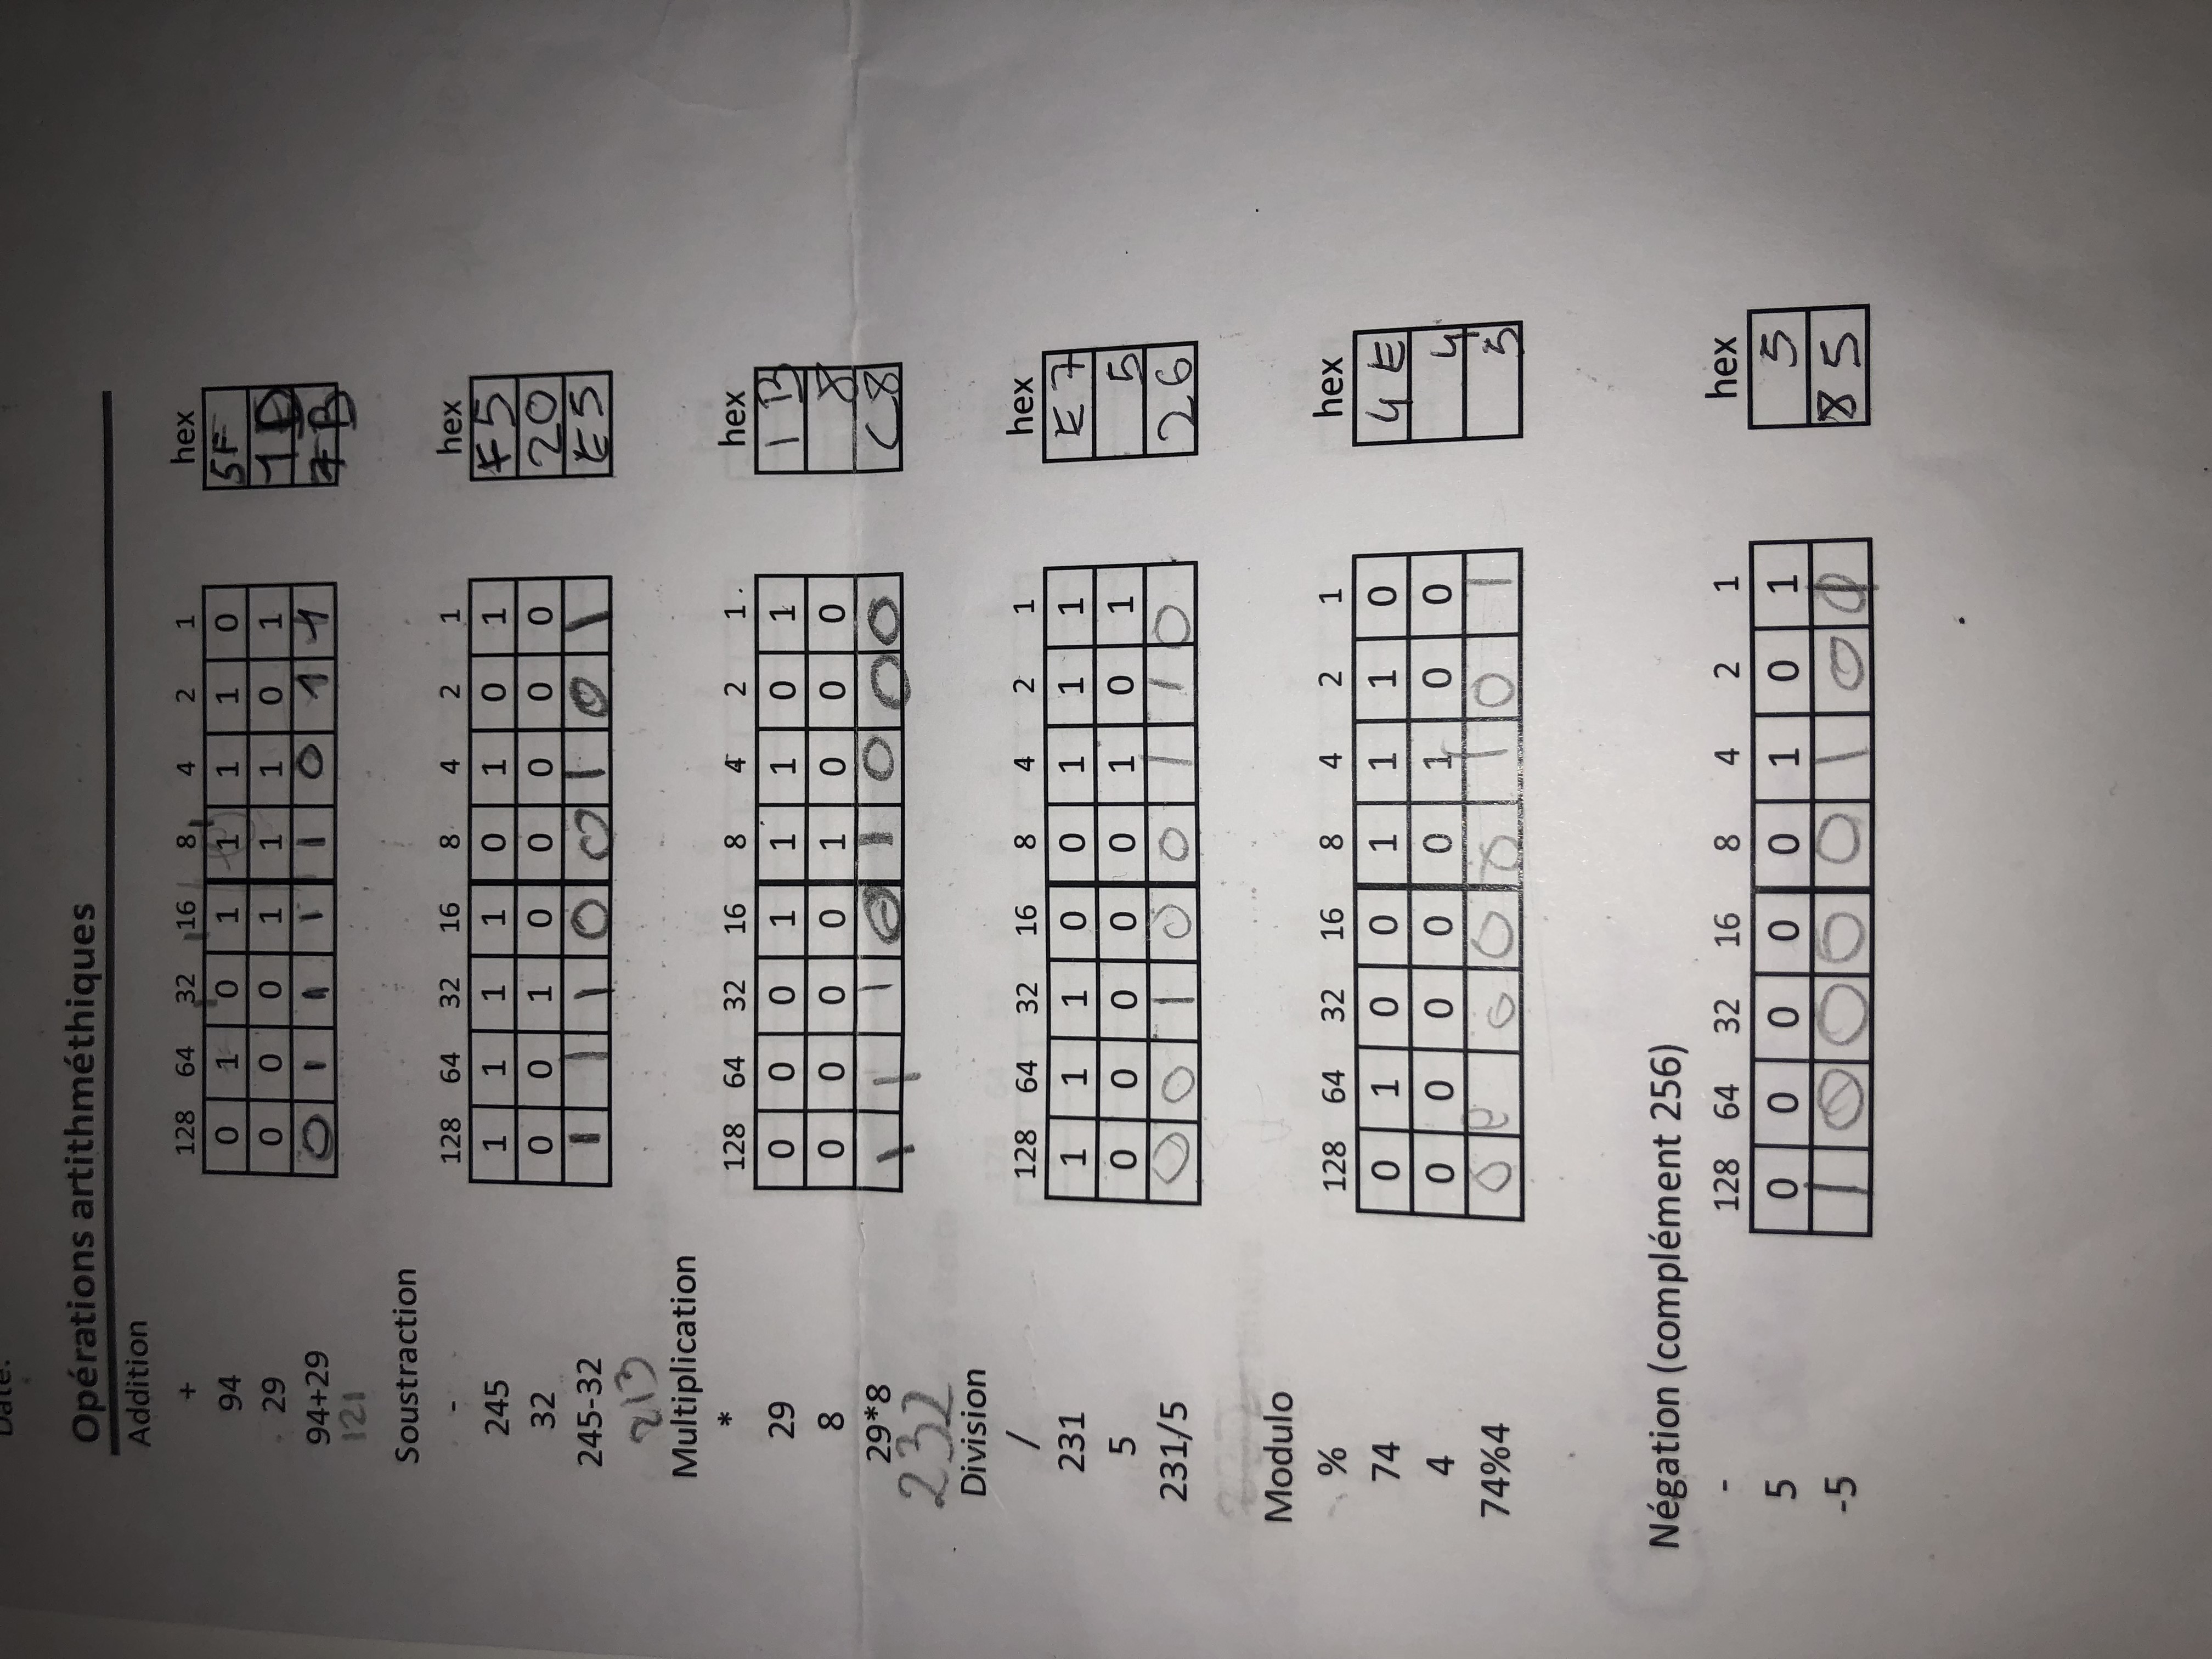 Date:
Opérations artithméthiques
Addition
+ 128 64 32 16 8 4 2 1 hex
94 0 1 0 1 1 1 1 0 5F
29 0 0 0 1 1 1 0 1 1D
94+29 0 1 1 1 1 0 1 1 7B
121
Soustraction
- 128 64 32 16 8 4 2 1 hex
245 1 1 1 1 0 1 0 1 F5
32 0 0 1 0 0 0 0 0 20
245-32 1 1 1 0 0 1 0 1 E5
213
Multiplication
* 128 64 32 16 8 4 2 1 hex
29 0 0 0 1 1 1 0 1 1B
8 0 0 0 0 1 0 0 0 8
29*8 1 1 1 0 1 0 0 0 C8
232
Division
/ 128 64 32 16 8 4 2 1 hex
231 1 1 1 0 0 1 1 1 E7
5 0 0 0 0 0 1 0 1 5
231/5 0 0 1 0 0 1 1 0 26
Modulo
% 128 64 32 16 8 4 2 1 hex
74 0 1 0 0 1 1 1 0 4E
4 0 0 0 0 0 1 0 0 4
74%4 0 0 0 0 0 1 0 1 5
Négation (complément 256)
- 128 64 32 16 8 4 2 1 hex
5 0 0 0 0 0 1 0 1 5
-5 1 0 0 0 0 1 0 85